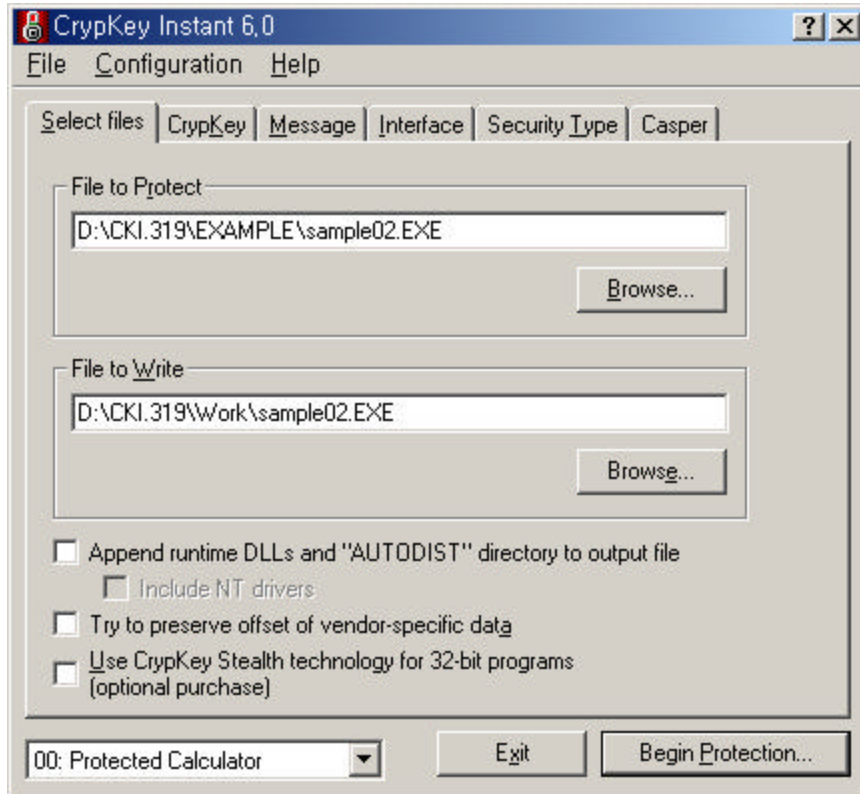 CrypKey Instant 6,0
File Configuration Help
Select files CrypKey Message Interface Security Type Casper
File to Protect
D:\CKI.319\EXAMPLE\sample02.EXE
Browse...
File to Write
D:\CKI.319\Work\sample02.EXE
Browse...
Append runtime DLLs and "AUTODIST" directory to output file
Include NT drivers
Try to preserve offset of vendor-specific data
Use CrypKey Stealth technology for 32-bit programs
(optional purchase)
00: Protected Calculator Exit Begin Protection...